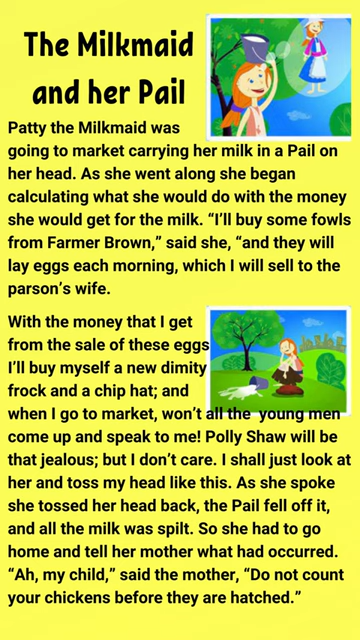 The Milkmaid
and her Pail
Patty the Milkmaid was
going to market carrying her milk in a Pail on
her head. As she went along she began
calculating what she would do with the money
she would get for the milk. “I’ll buy some fowls
from Farmer Brown,” said she, “and they will
lay eggs each morning, which I will sell to the
parson’s wife.
With the money that I get
from the sale of these eggs
I’ll buy myself a new dimity
frock and a chip hat; and
when I go to market, won’t all the young men
come up and speak to me! Polly Shaw will be
that jealous; but I don’t care. I shall just look at
her and toss my head like this. As she spoke
she tossed her head back, the Pail fell off it,
and all the milk was spilt. So she had to go
home and tell her mother what had occurred.
“Ah, my child,” said the mother, “Do not count
your chickens before they are hatched.”